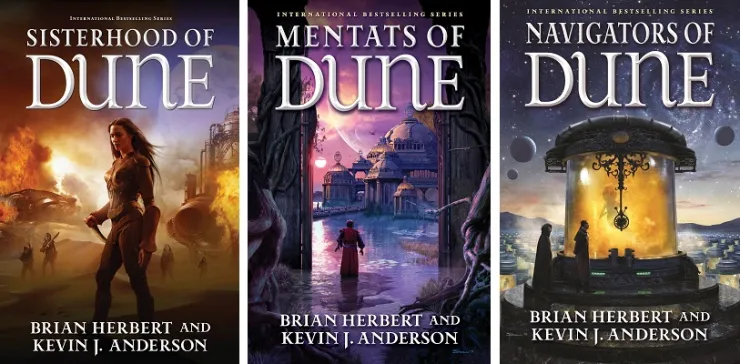 INTERNATIONAL BESTSELLING SERIES
SISTERHOOD OF
DUNE
BRIAN HERBERT AND
KEVIN J. ANDERSON
INTERNATIONAL BESTSELLING SERIES
MENTATS OF
DUNE
BRIAN HERBERT AND
KEVIN J. ANDERSON
INTERNATIONAL BESTSELLING SERIES
NAVIGATORS OF
DUNE
BRIAN HERBERT AND
KEVIN J. ANDERSON